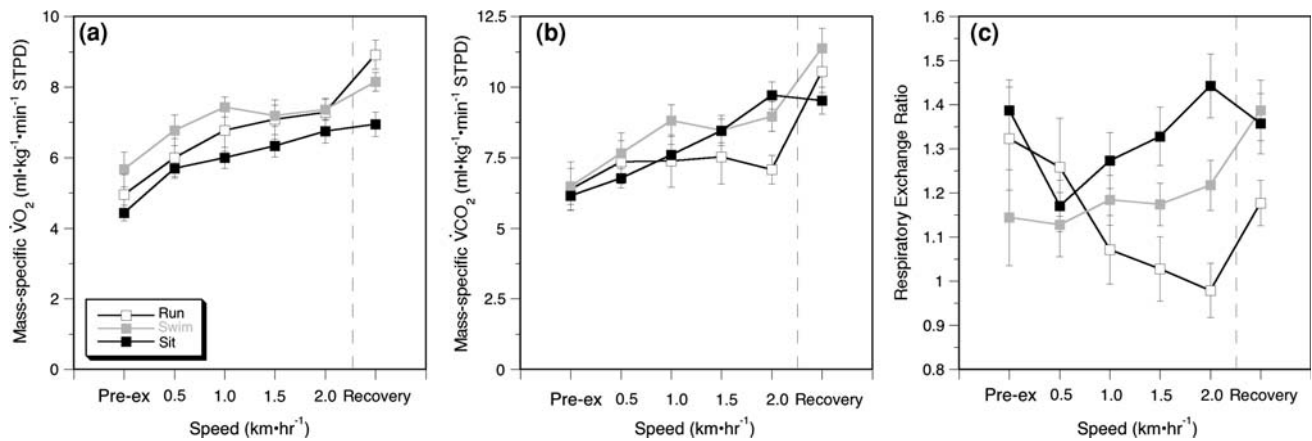 (a)
Mass-specific V̇O₂ (ml•kg⁻¹•min⁻¹ STPD)
10
8
6
4
2
0
Run
Swim
Sit
Pre-ex 0.5 1.0 1.5 2.0 Recovery
Speed (km•hr⁻¹)
(b)
Mass-specific V̇CO₂ (ml•kg⁻¹•min⁻¹ STPD)
12.5
10
7.5
5
2.5
0
Pre-ex 0.5 1.0 1.5 2.0 Recovery
Speed (km•hr⁻¹)
(c)
Respiratory Exchange Ratio
1.6
1.5
1.4
1.3
1.2
1.1
1
0.9
0.8
Pre-ex 0.5 1.0 1.5 2.0 Recovery
Speed (km•hr⁻¹)